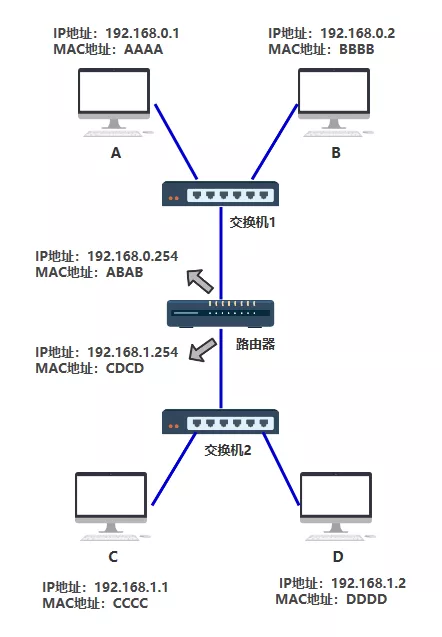 IP地址：192.168.0.1
MAC地址：AAAA
IP地址：192.168.0.2
MAC地址：BBBB
A
B
交换机1
IP地址：192.168.0.254
MAC地址：ABAB
路由器
IP地址：192.168.1.254
MAC地址：CDCD
交换机2
C
D
IP地址：192.168.1.1
MAC地址：CCCC
IP地址：192.168.1.2
MAC地址：DDDD